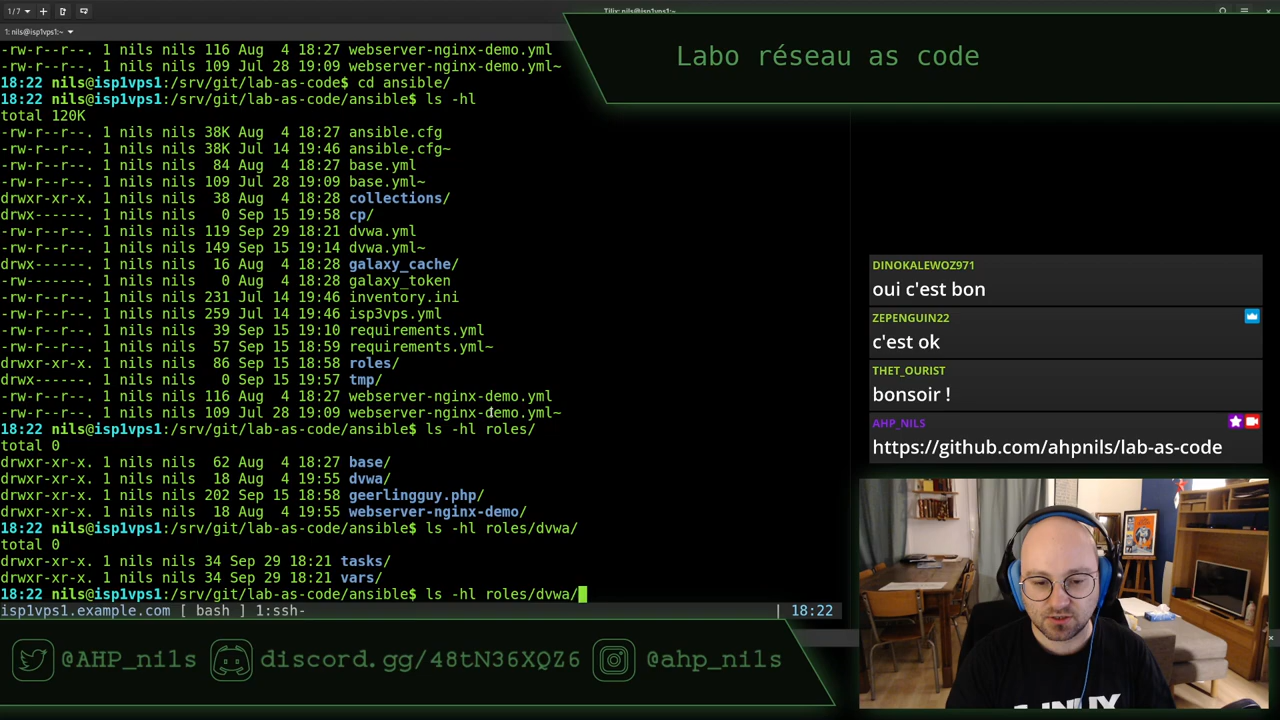 1/7
Tilix: nils@isp1vps1:~
1: nils@isp1vps1:~
Labo réseau as code
-rw-r--r--. 1 nils nils 116 Aug  4 18:27 webserver-nginx-demo.yml
-rw-r--r--. 1 nils nils 109 Jul 28 19:09 webserver-nginx-demo.yml~
18:22 nils@isp1vps1:/srv/git/lab-as-code$ cd ansible/
18:22 nils@isp1vps1:/srv/git/lab-as-code/ansible$ ls -hl
total 120K
-rw-r--r--. 1 nils nils 38K Aug  4 18:27 ansible.cfg
-rw-r--r--. 1 nils nils 38K Jul 14 19:46 ansible.cfg~
-rw-r--r--. 1 nils nils  84 Aug  4 18:27 base.yml
-rw-r--r--. 1 nils nils 109 Jul 28 19:09 base.yml~
drwxr-xr-x. 1 nils nils  38 Aug  4 18:28 collections/
drwx------. 1 nils nils   0 Sep 15 19:58 cp/
-rw-r--r--. 1 nils nils 119 Sep 29 18:21 dvwa.yml
-rw-r--r--. 1 nils nils 149 Sep 15 19:14 dvwa.yml~
drwx------. 1 nils nils  16 Aug  4 18:28 galaxy_cache/
-rw-------. 1 nils nils   0 Aug  4 18:28 galaxy_token
-rw-r--r--. 1 nils nils 231 Jul 14 19:46 inventory.ini
-rw-r--r--. 1 nils nils 259 Jul 14 19:46 isp3vps.yml
-rw-r--r--. 1 nils nils  39 Sep 15 19:10 requirements.yml
-rw-r--r--. 1 nils nils  57 Sep 15 18:59 requirements.yml~
drwxr-xr-x. 1 nils nils  86 Sep 15 18:58 roles/
drwx------. 1 nils nils   0 Sep 15 19:57 tmp/
-rw-r--r--. 1 nils nils 116 Aug  4 18:27 webserver-nginx-demo.yml
-rw-r--r--. 1 nils nils 109 Jul 28 19:09 webserver-nginx-demo.yml~
18:22 nils@isp1vps1:/srv/git/lab-as-code/ansible$ ls -hl roles/
total 0
drwxr-xr-x. 1 nils nils  62 Aug  4 18:27 base/
drwxr-xr-x. 1 nils nils  18 Aug  4 19:55 dvwa/
drwxr-xr-x. 1 nils nils 202 Sep 15 18:58 geerlingguy.php/
drwxr-xr-x. 1 nils nils  18 Aug  4 19:55 webserver-nginx-demo/
18:22 nils@isp1vps1:/srv/git/lab-as-code/ansible$ ls -hl roles/dvwa/
total 0
drwxr-xr-x. 1 nils nils 34 Sep 29 18:21 tasks/
drwxr-xr-x. 1 nils nils 34 Sep 29 18:21 vars/
18:22 nils@isp1vps1:/srv/git/lab-as-code/ansible$ ls -hl roles/dvwa/
isp1vps1.example.com [ bash ] 1:ssh- | 18:22
DINOKALEWOZ971
oui c'est bon
ZEPENGUIN22
c'est ok
THET_OURIST
bonsoir !
AHP_NILS
https://github.com/ahpnils/lab-as-code
@AHP_nils discord.gg/48tN36XQZ6 @ahp_nils